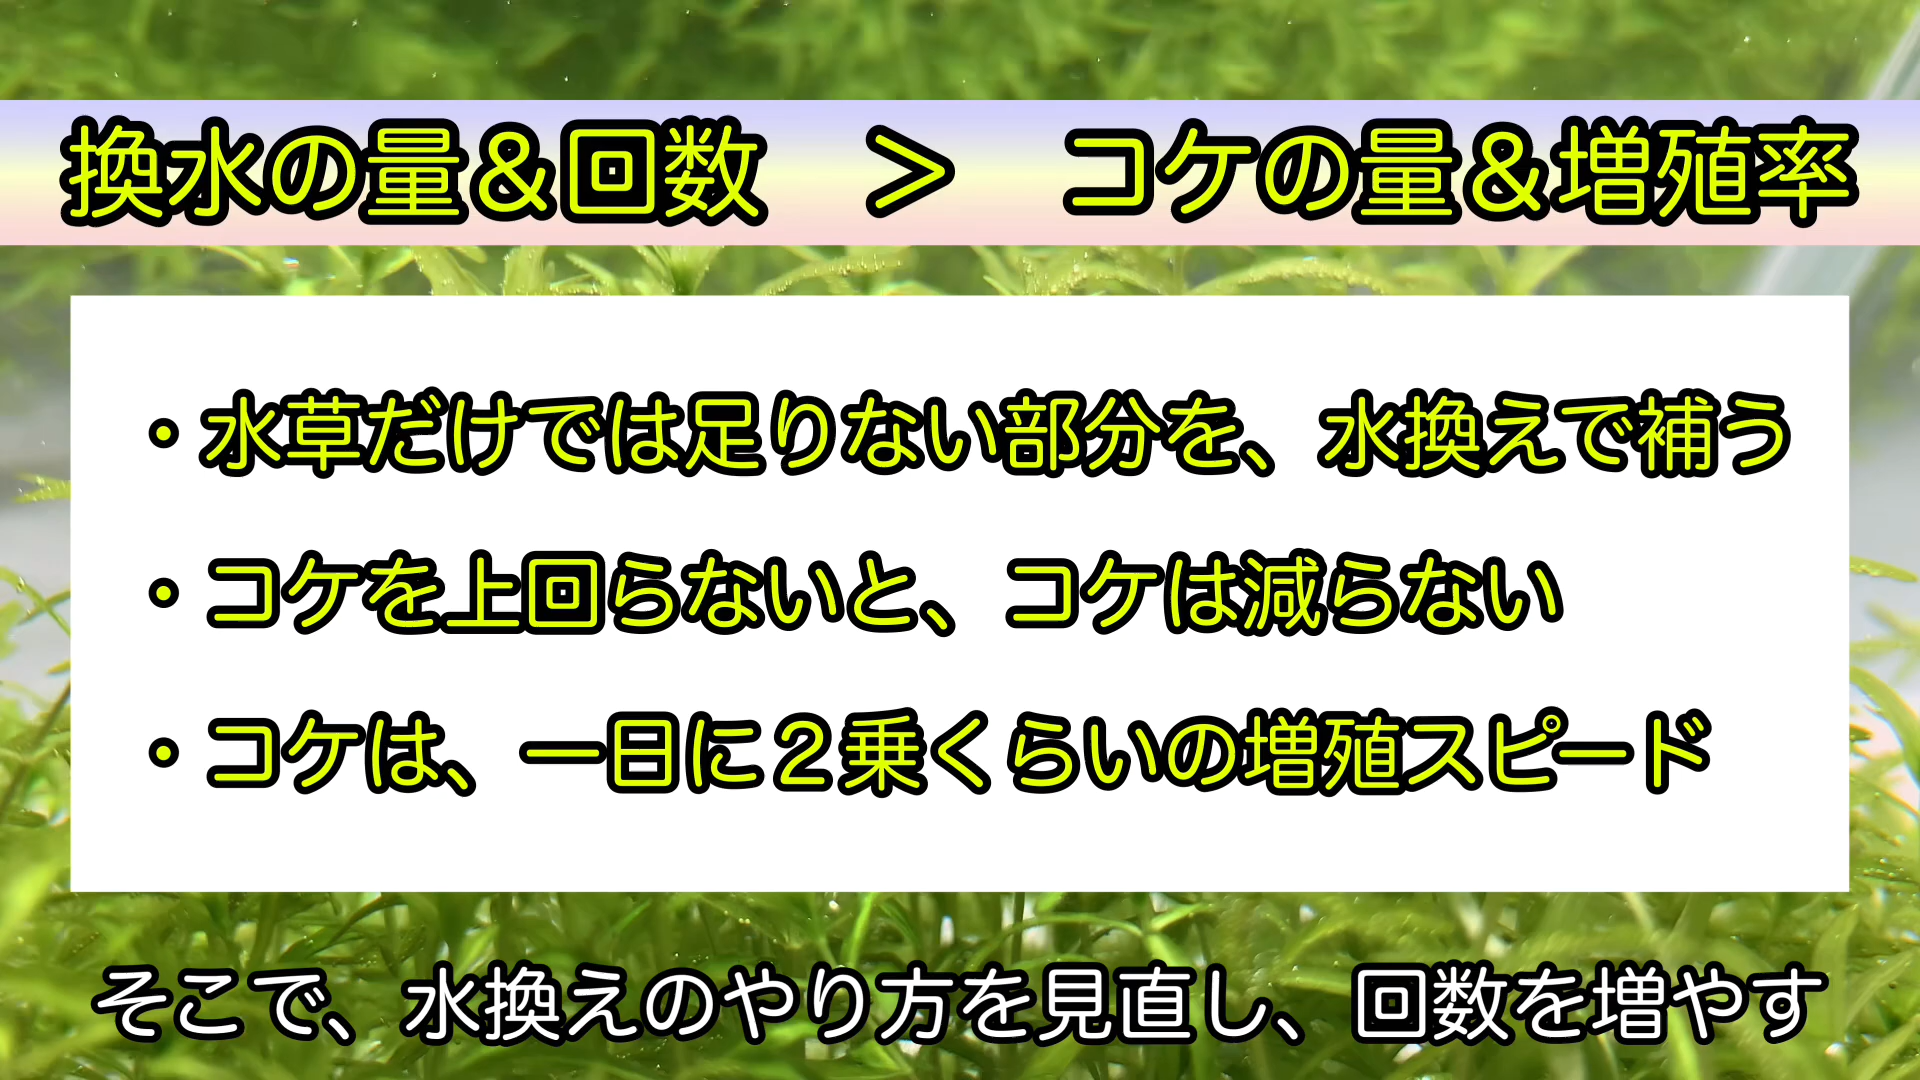 換水の量＆回数　＞　コケの量＆増殖率
・水草だけでは足りない部分を、水換えで補う
・コケを上回らないと、コケは減らない
・コケは、一日に２乗くらいの増殖スピード
そこで、水換えのやり方を見直し、回数を増やす